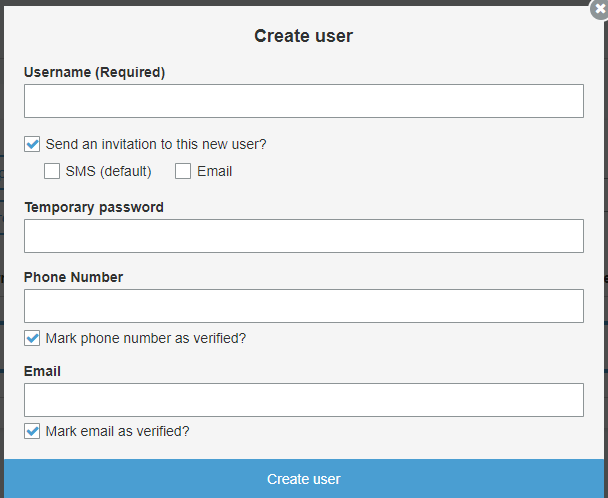 Create user
Username (Required)
Send an invitation to this new user?
SMS (default) Email
Temporary password
Phone Number
Mark phone number as verified?
Email
Mark email as verified?
Create user